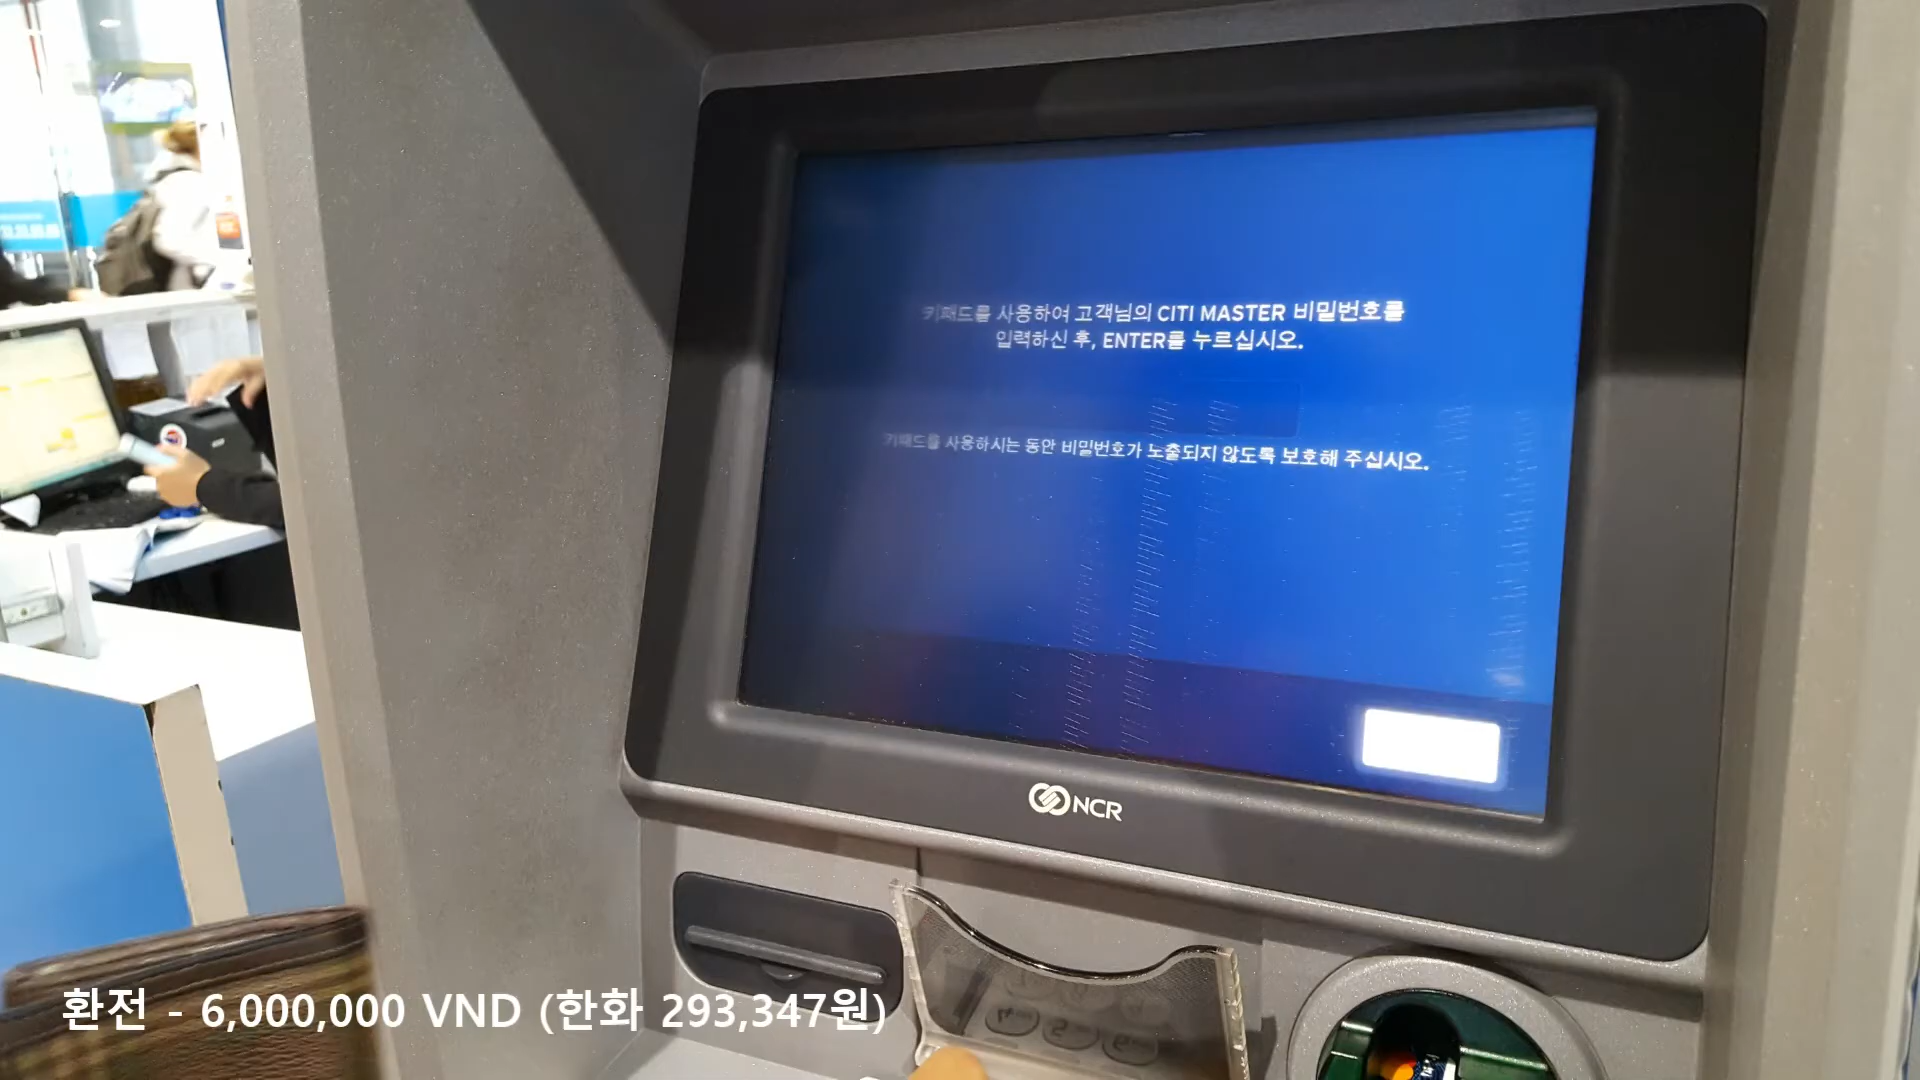 키패드를 사용하여 고객님의 CITI MASTER 비밀번호를
입력하신 후, ENTER를 누르십시오.
키패드를 사용하시는 동안 비밀번호가 노출되지 않도록 보호해 주십시오.
NCR
환전 - 6,000,000 VND (한화 293,347원)